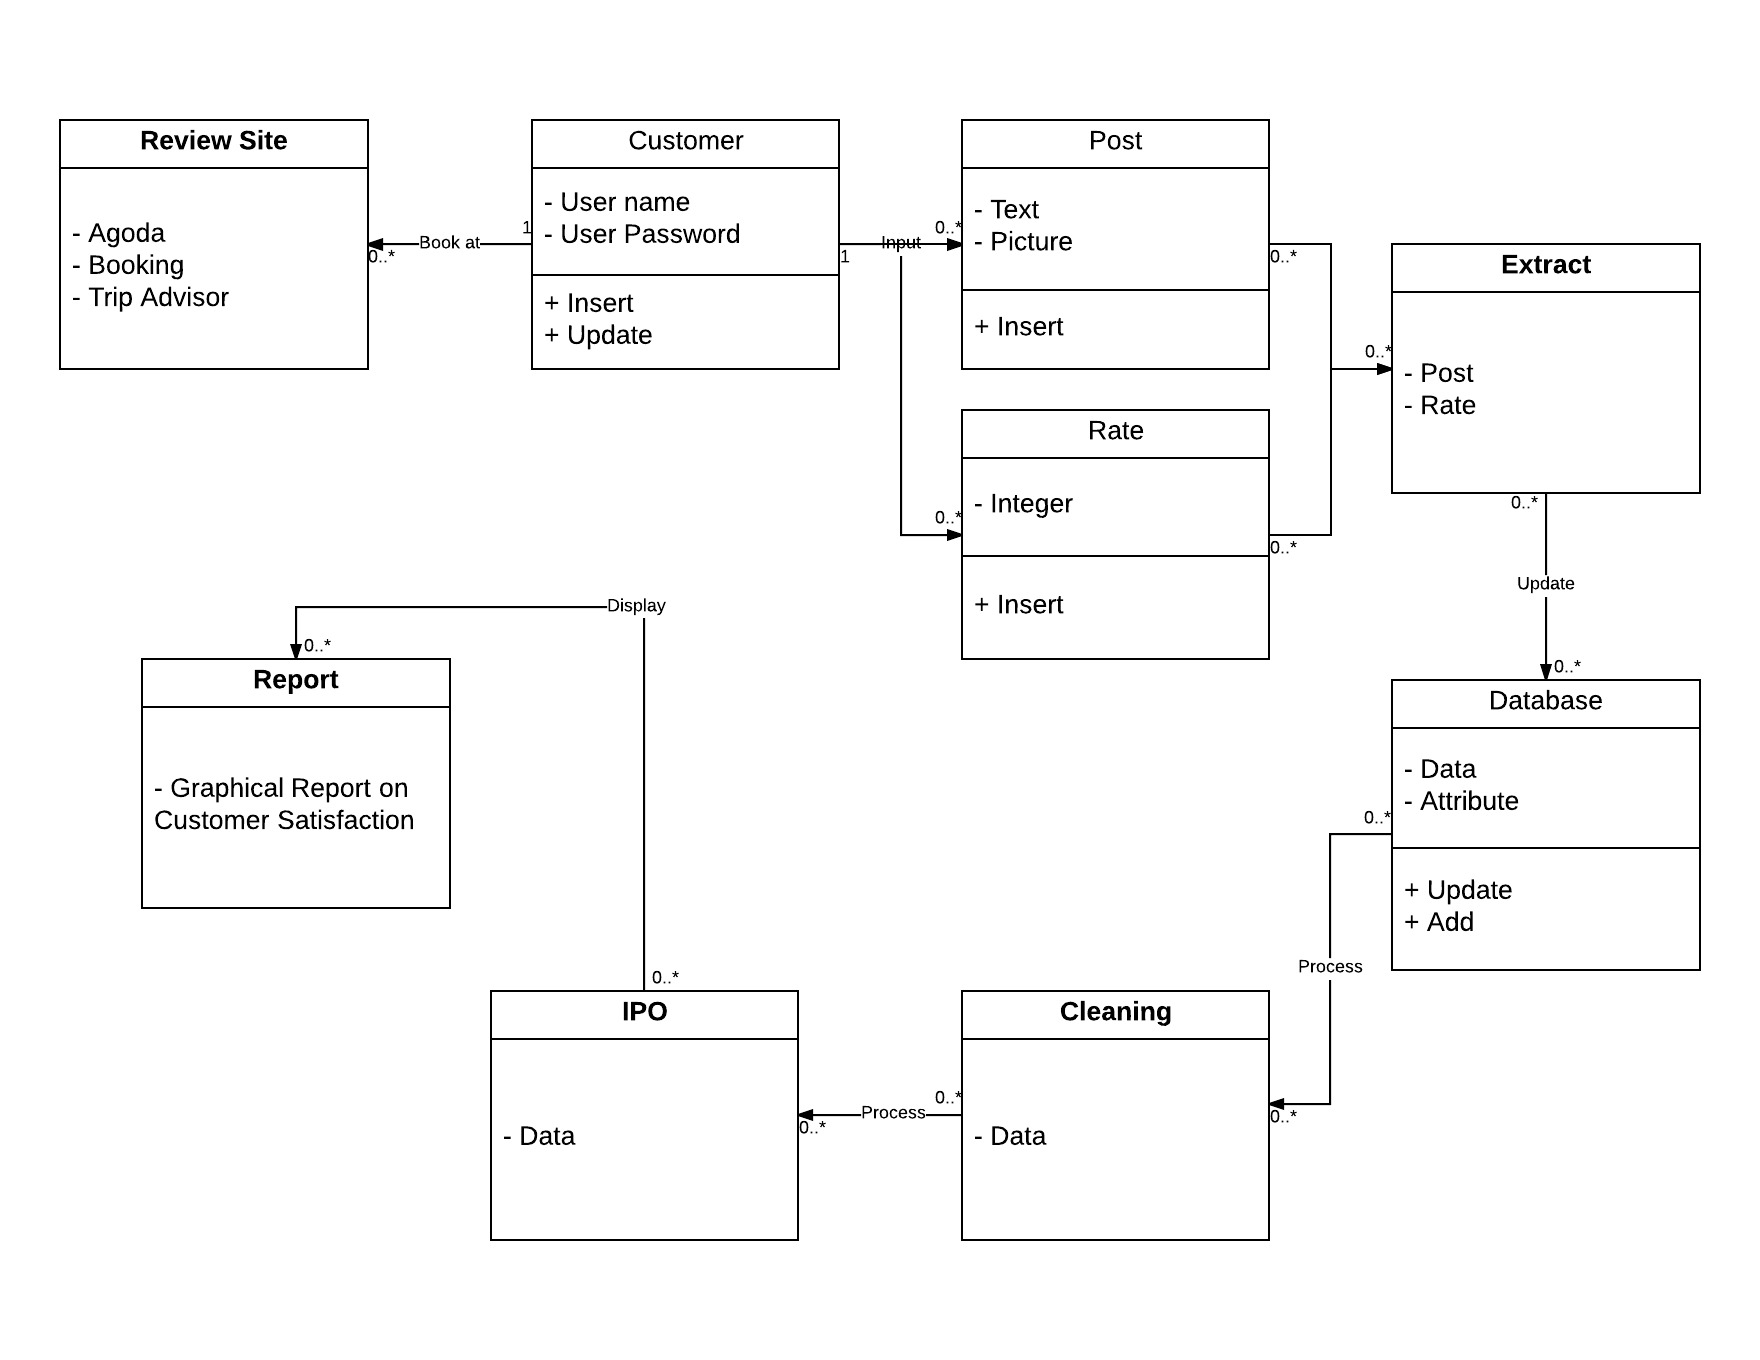 Review Site
- Agoda
- Booking
- Trip Advisor
0..*
Book at
1
Customer
- User name
- User Password
+ Insert
+ Update
1
Input
0..*
Post
- Text
- Picture
+ Insert
0..*
0..*
Rate
- Integer
+ Insert
0..*
0..*
Extract
- Post
- Rate
0..*
Update
0..*
Database
- Data
- Attribute
+ Update
+ Add
0..*
Process
0..*
Cleaning
- Data
0..*
Process
0..*
IPO
- Data
0..*
Display
0..*
Report
- Graphical Report on
Customer Satisfaction